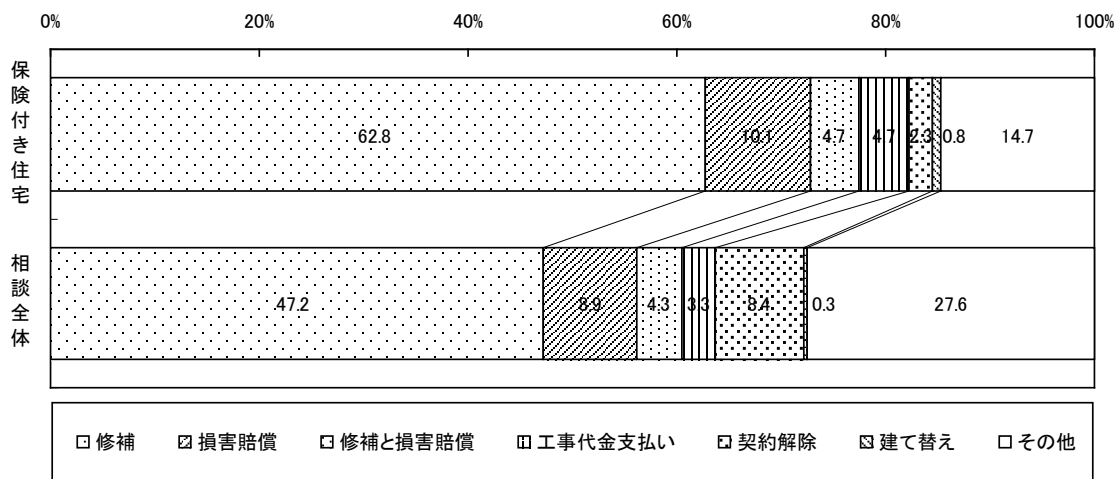 0% 20% 40% 60% 80% 100%
保険付き住宅
62.8 10.1 4.7 4.7 2.3 0.8 14.7
相談全体
47.2 8.9 4.3 3.3 8.4 0.3 27.6
修補 損害賠償 修補と損害賠償 工事代金支払い 契約解除 建て替え その他